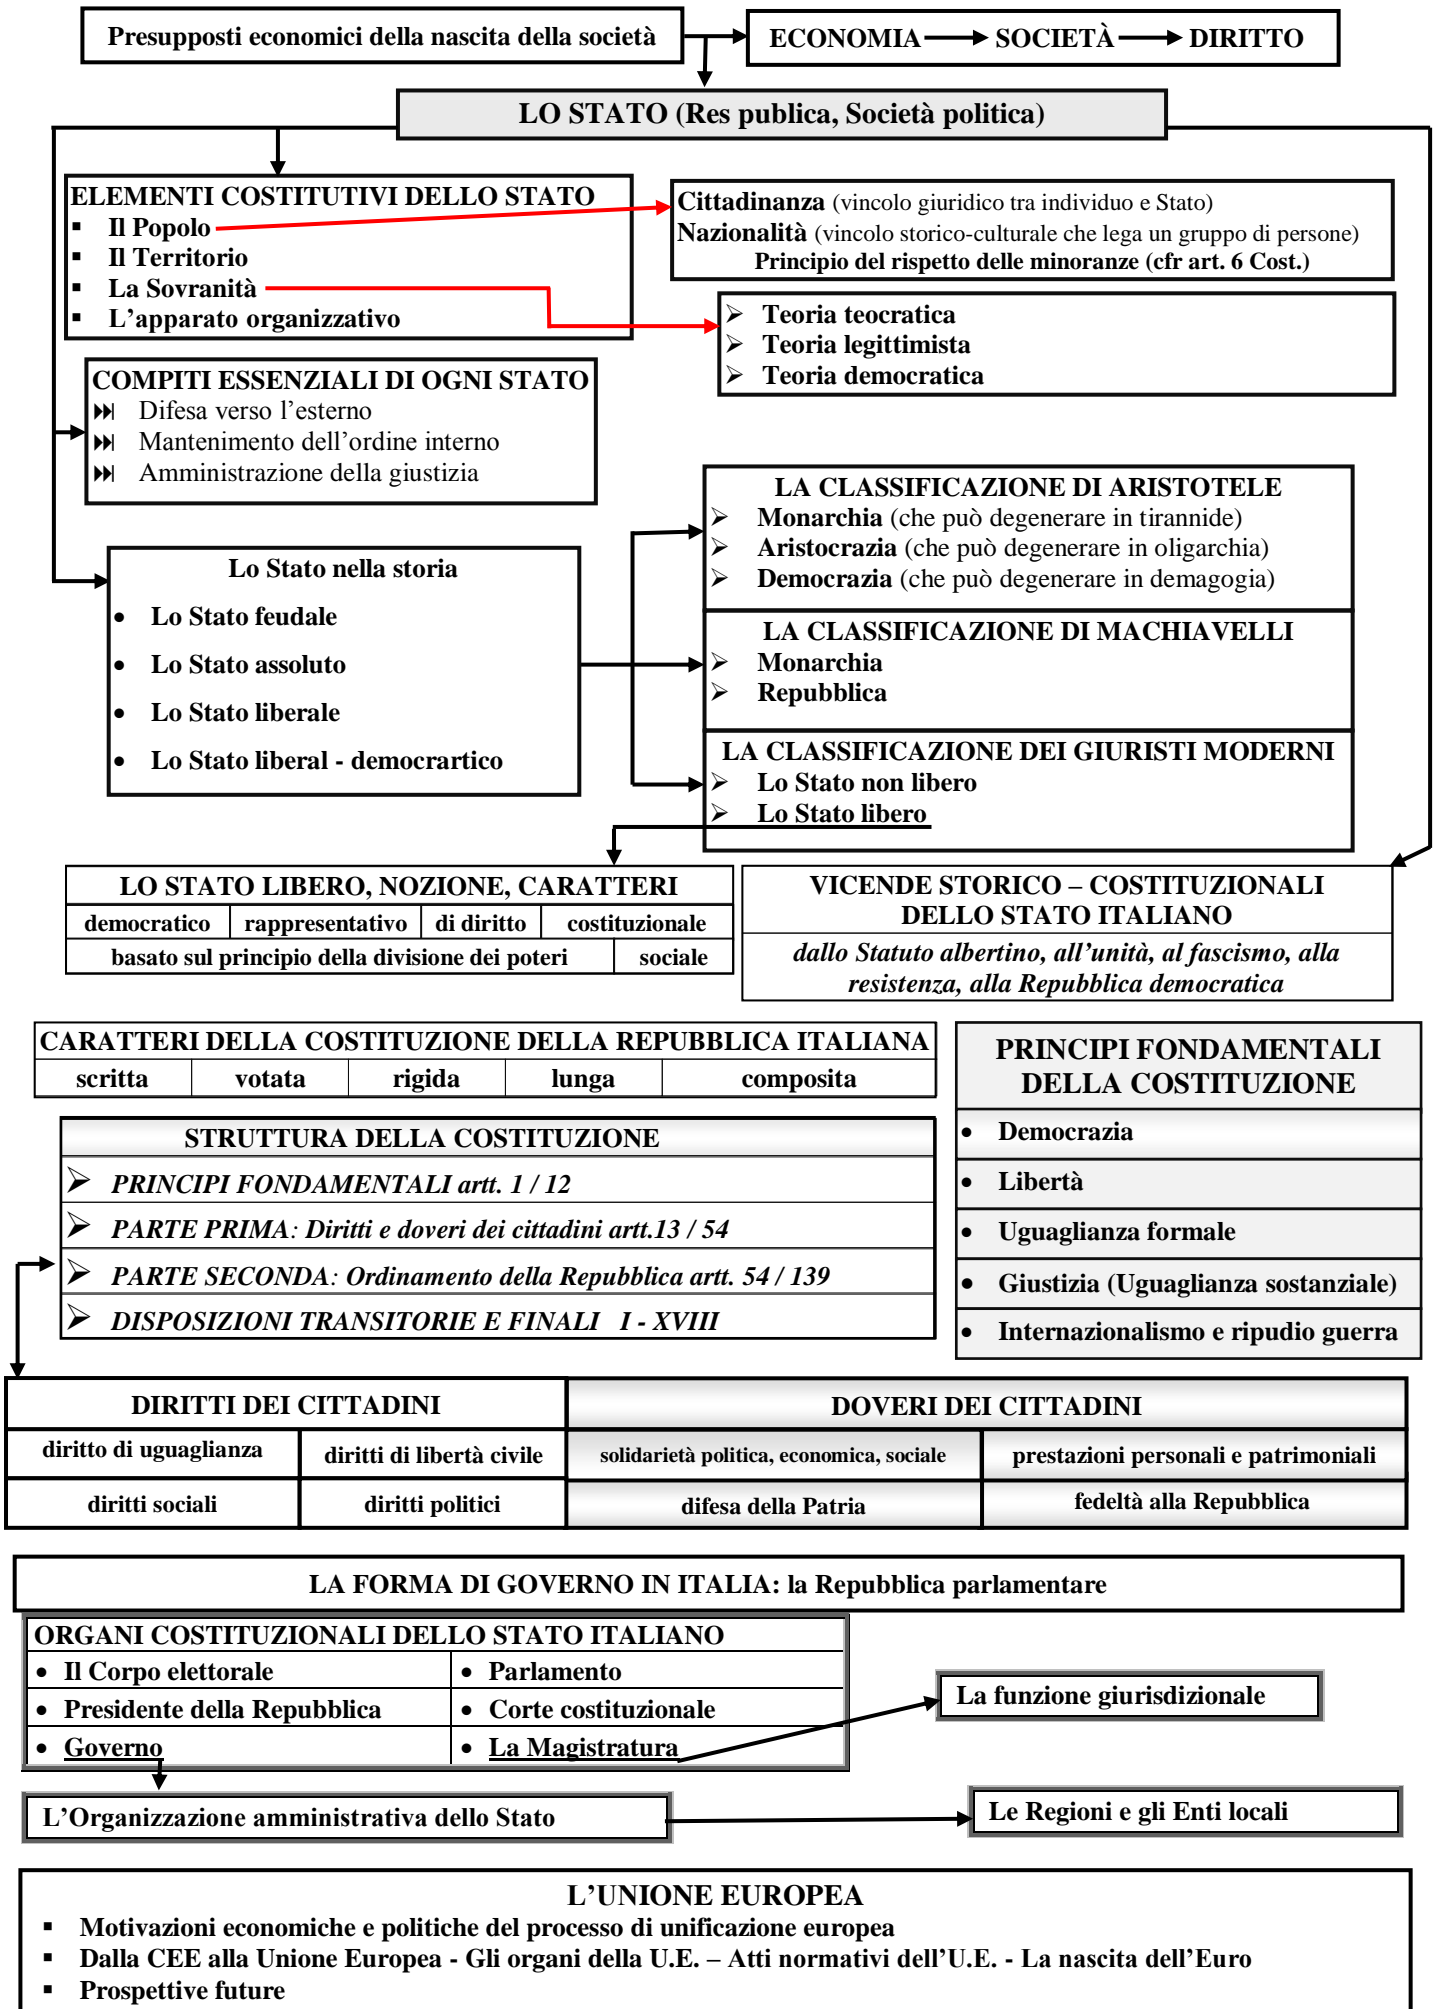 Presupposti economici della nascita della società
ECONOMIA SOCIETÀ DIRITTO
LO STATO (Res publica, Società politica)
ELEMENTI COSTITUTIVI DELLO STATO
▪ Il Popolo
▪ Il Territorio
▪ La Sovranità
▪ L’apparato organizzativo
Cittadinanza (vincolo giuridico tra individuo e Stato)
Nazionalità (vincolo storico-culturale che lega un gruppo di persone)
Principio del rispetto delle minoranze (cfr art. 6 Cost.)
➢ Teoria teocratica
➢ Teoria legittimista
➢ Teoria democratica
COMPITI ESSENZIALI DI OGNI STATO
Difesa verso l’esterno
Mantenimento dell’ordine interno
Amministrazione della giustizia
Lo Stato nella storia
• Lo Stato feudale
• Lo Stato assoluto
• Lo Stato liberale
• Lo Stato liberal - democrartico
LA CLASSIFICAZIONE DI ARISTOTELE
➢ Monarchia (che può degenerare in tirannide)
➢ Aristocrazia (che può degenerare in oligarchia)
➢ Democrazia (che può degenerare in demagogia)
LA CLASSIFICAZIONE DI MACHIAVELLI
➢ Monarchia
➢ Repubblica
LA CLASSIFICAZIONE DEI GIURISTI MODERNI
➢ Lo Stato non libero
➢ Lo Stato libero
LO STATO LIBERO, NOZIONE, CARATTERI
democratico rappresentativo di diritto costituzionale
basato sul principio della divisione dei poteri sociale
VICENDE STORICO – COSTITUZIONALI
DELLO STATO ITALIANO
dallo Statuto albertino, all’unità, al fascismo, alla
resistenza, alla Repubblica democratica
CARATTERI DELLA COSTITUZIONE DELLA REPUBBLICA ITALIANA
scritta votata rigida lunga composita
STRUTTURA DELLA COSTITUZIONE
➢ PRINCIPI FONDAMENTALI artt. 1 / 12
➢ PARTE PRIMA: Diritti e doveri dei cittadini artt.13 / 54
➢ PARTE SECONDA: Ordinamento della Repubblica artt. 54 / 139
➢ DISPOSIZIONI TRANSITORIE E FINALI I - XVIII
PRINCIPI FONDAMENTALI
DELLA COSTITUZIONE
• Democrazia
• Libertà
• Uguaglianza formale
• Giustizia (Uguaglianza sostanziale)
• Internazionalismo e ripudio guerra
DIRITTI DEI CITTADINI DOVERI DEI CITTADINI
diritto di uguaglianza diritti di libertà civile solidarietà politica, economica, sociale prestazioni personali e patrimoniali
diritti sociali diritti politici difesa della Patria fedeltà alla Repubblica
LA FORMA DI GOVERNO IN ITALIA: la Repubblica parlamentare
ORGANI COSTITUZIONALI DELLO STATO ITALIANO
• Il Corpo elettorale • Parlamento
• Presidente della Repubblica • Corte costituzionale
• Governo • La Magistratura
La funzione giurisdizionale
L’Organizzazione amministrativa dello Stato
Le Regioni e gli Enti locali
L’UNIONE EUROPEA
▪ Motivazioni economiche e politiche del processo di unificazione europea
▪ Dalla CEE alla Unione Europea - Gli organi della U.E. – Atti normativi dell’U.E. - La nascita dell’Euro
▪ Prospettive future